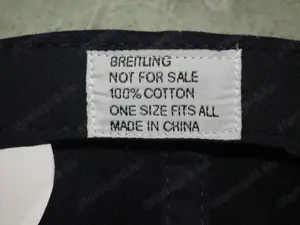 BREITLING
NOT FOR SALE
100% COTTON
ONE SIZE FITS ALL
MADE IN CHINA